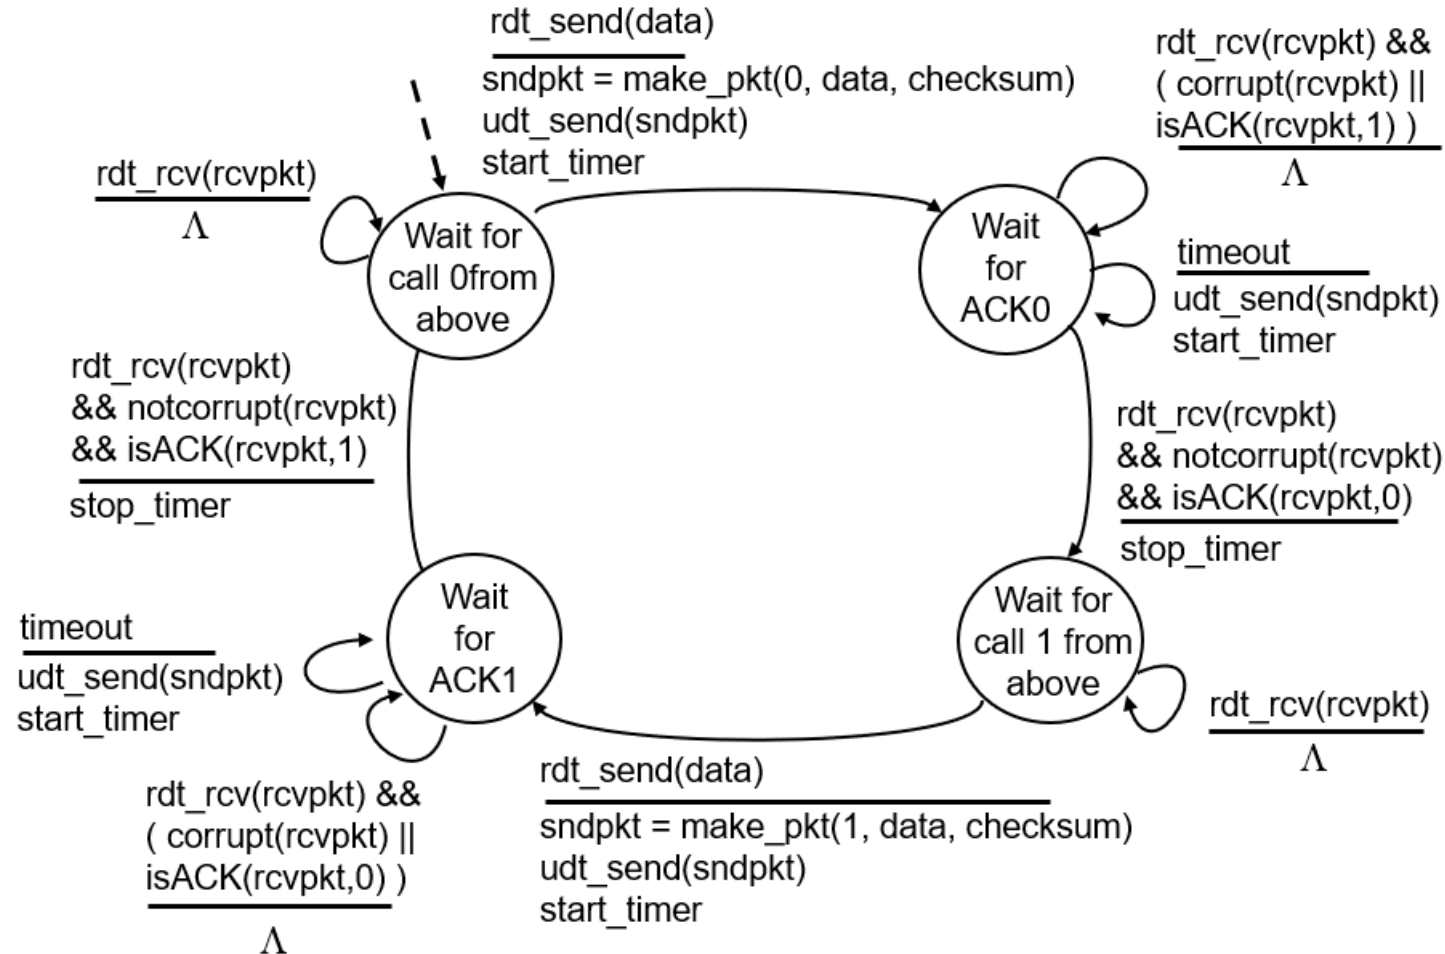 rdt_send(data)
sndpkt = make_pkt(0, data, checksum)
udt_send(sndpkt)
start_timer
rdt_rcv(rcvpkt) &&
( corrupt(rcvpkt) ||
isACK(rcvpkt,1) )
Λ
rdt_rcv(rcvpkt)
Λ
Wait for
call 0from
above
Wait
for
ACK0
timeout
udt_send(sndpkt)
start_timer
rdt_rcv(rcvpkt)
&& notcorrupt(rcvpkt)
&& isACK(rcvpkt,1)
stop_timer
rdt_rcv(rcvpkt)
&& notcorrupt(rcvpkt)
&& isACK(rcvpkt,0)
stop_timer
timeout
udt_send(sndpkt)
start_timer
Wait
for
ACK1
Wait for
call 1 from
above
rdt_rcv(rcvpkt)
Λ
rdt_rcv(rcvpkt) &&
( corrupt(rcvpkt) ||
isACK(rcvpkt,0) )
Λ
rdt_send(data)
sndpkt = make_pkt(1, data, checksum)
udt_send(sndpkt)
start_timer